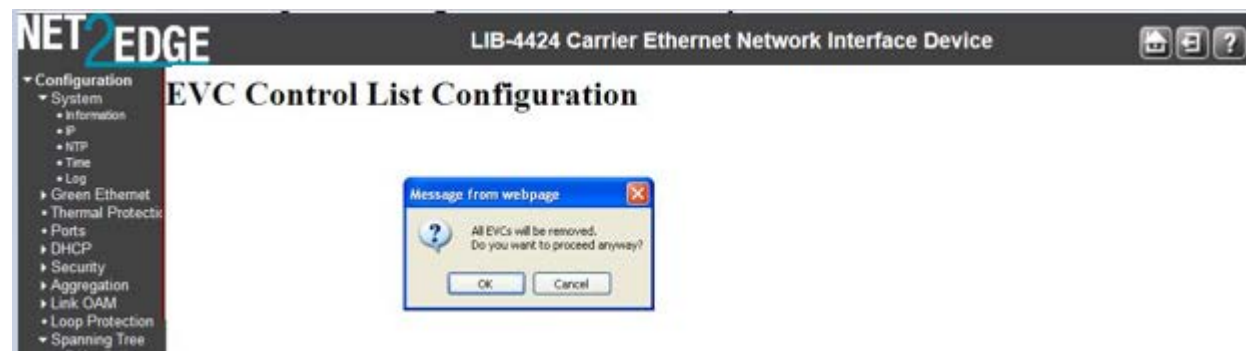 NET2EDGE
LIB-4424 Carrier Ethernet Network Interface Device
?
Configuration
System
Information
IP
NTP
Time
Log
Green Ethernet
Thermal Protectic
Ports
DHCP
Security
Aggregation
Link OAM
Loop Protection
Spanning Tree
EVC Control List Configuration
Message from webpage
?
All EVCs will be removed.
Do you want to proceed anyway?
OK Cancel